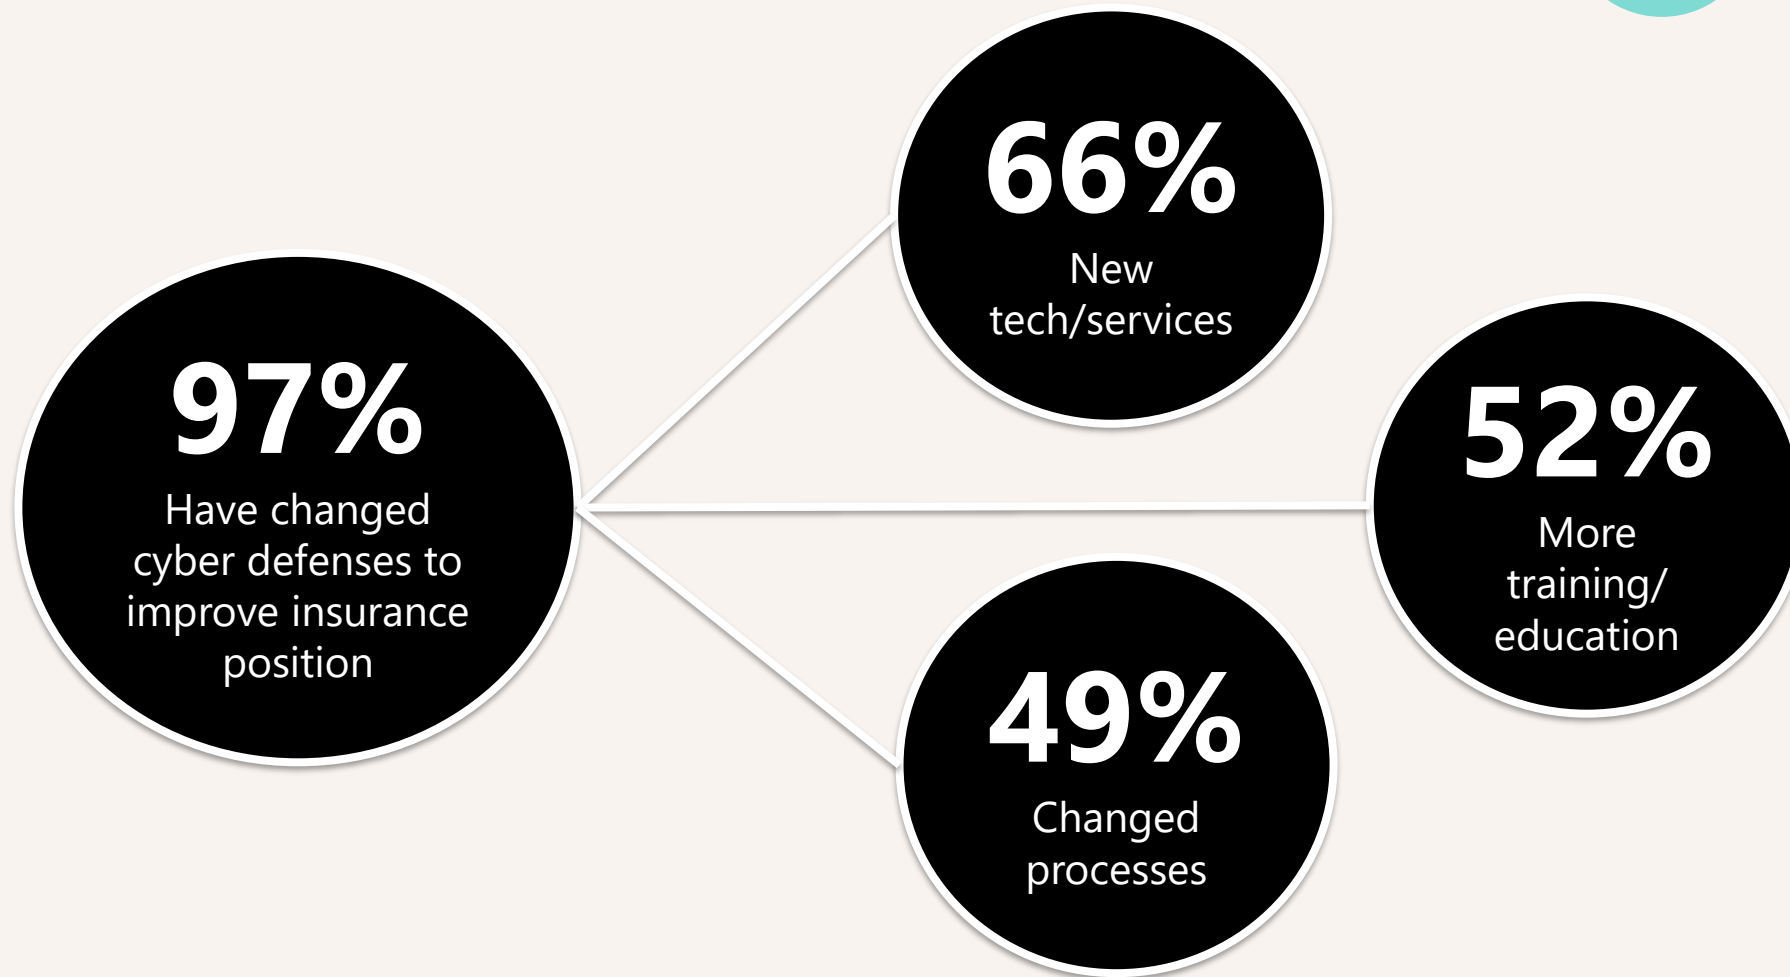 97%
Have changed
cyber defenses to
improve insurance
position
66%
New
tech/services
52%
More
training/
education
49%
Changed
processes